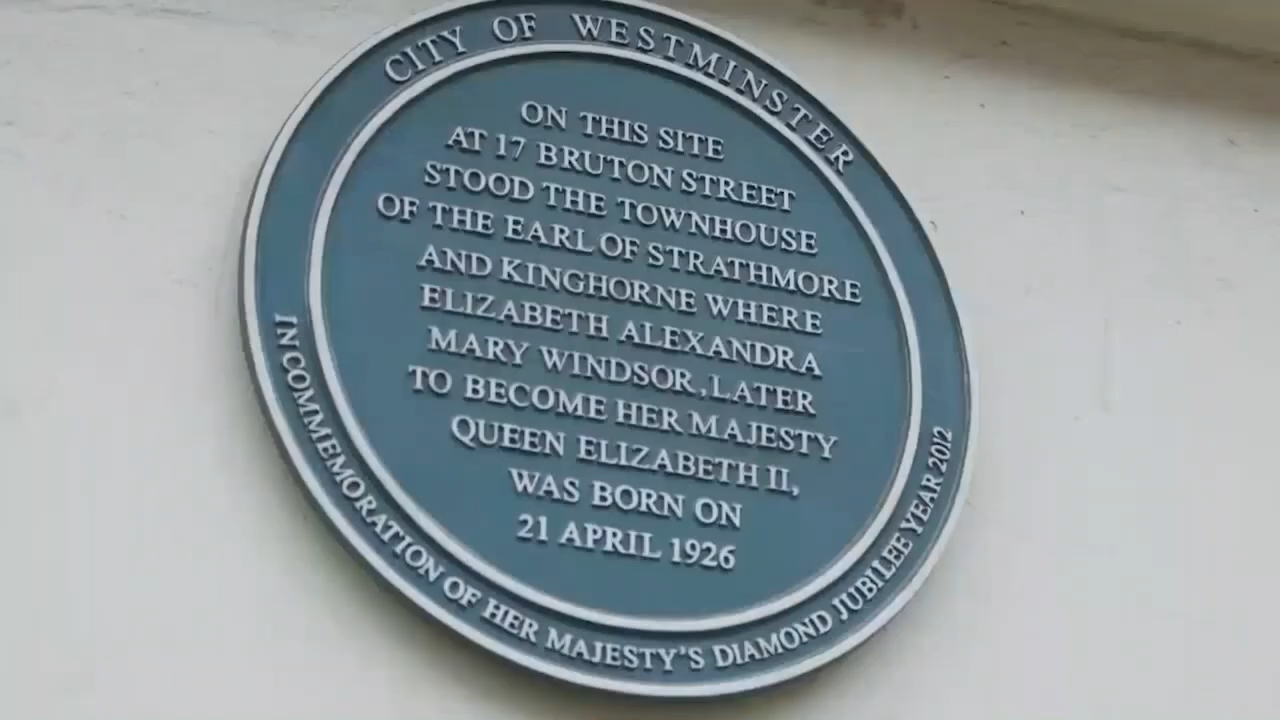 CITY OF WESTMINSTER
ON THIS SITE
AT 17 BRUTON STREET
STOOD THE TOWNHOUSE
OF THE EARL OF STRATHMORE
AND KINGHORNE WHERE
ELIZABETH ALEXANDRA
MARY WINDSOR, LATER
TO BECOME HER MAJESTY
QUEEN ELIZABETH II,
WAS BORN ON
21 APRIL 1926
IN COMMEMORATION OF HER MAJESTY'S DIAMOND JUBILEE YEAR 2012